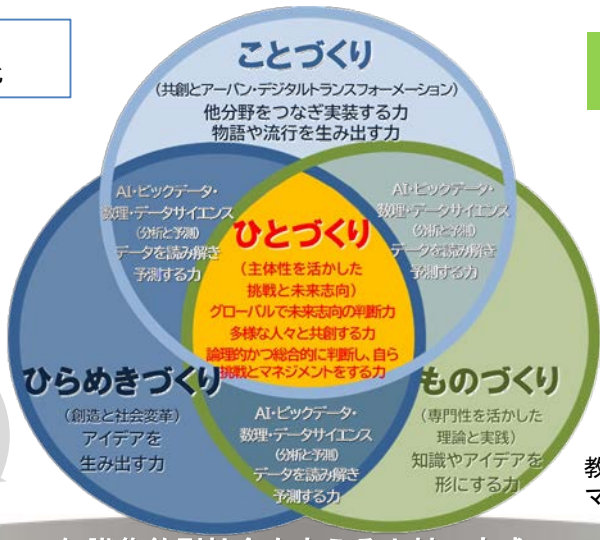 ことづくり
(共創とアーバン・デジタルトランスフォーメーション)
他分野をつなぎ実装する力
物語や流行を生み出す力
AI・ビックデータ・
数理・データサイエンス
(分析と予測)
データを読み解き
予測する力
AI・ビックデータ・
数理・データサイエンス
(分析と予測)
データを読み解き
予測する力
ひとづくり
(主体性を活かした
挑戦と未来志向)
グローバルで未来志向の判断力
多様な人々と共創する力
論理的かつ総合的に判断し、自ら
挑戦とマネジメントをする力
ひらめきづくり
(創造と社会変革)
アイデアを
生み出す力
AI・ビックデータ・
数理・データサイエンス
(分析と予測)
データを読み解き
予測する力
ものづくり
(専門性を活かした
理論と実践)
知識やアイデアを
形にする力
教
マ